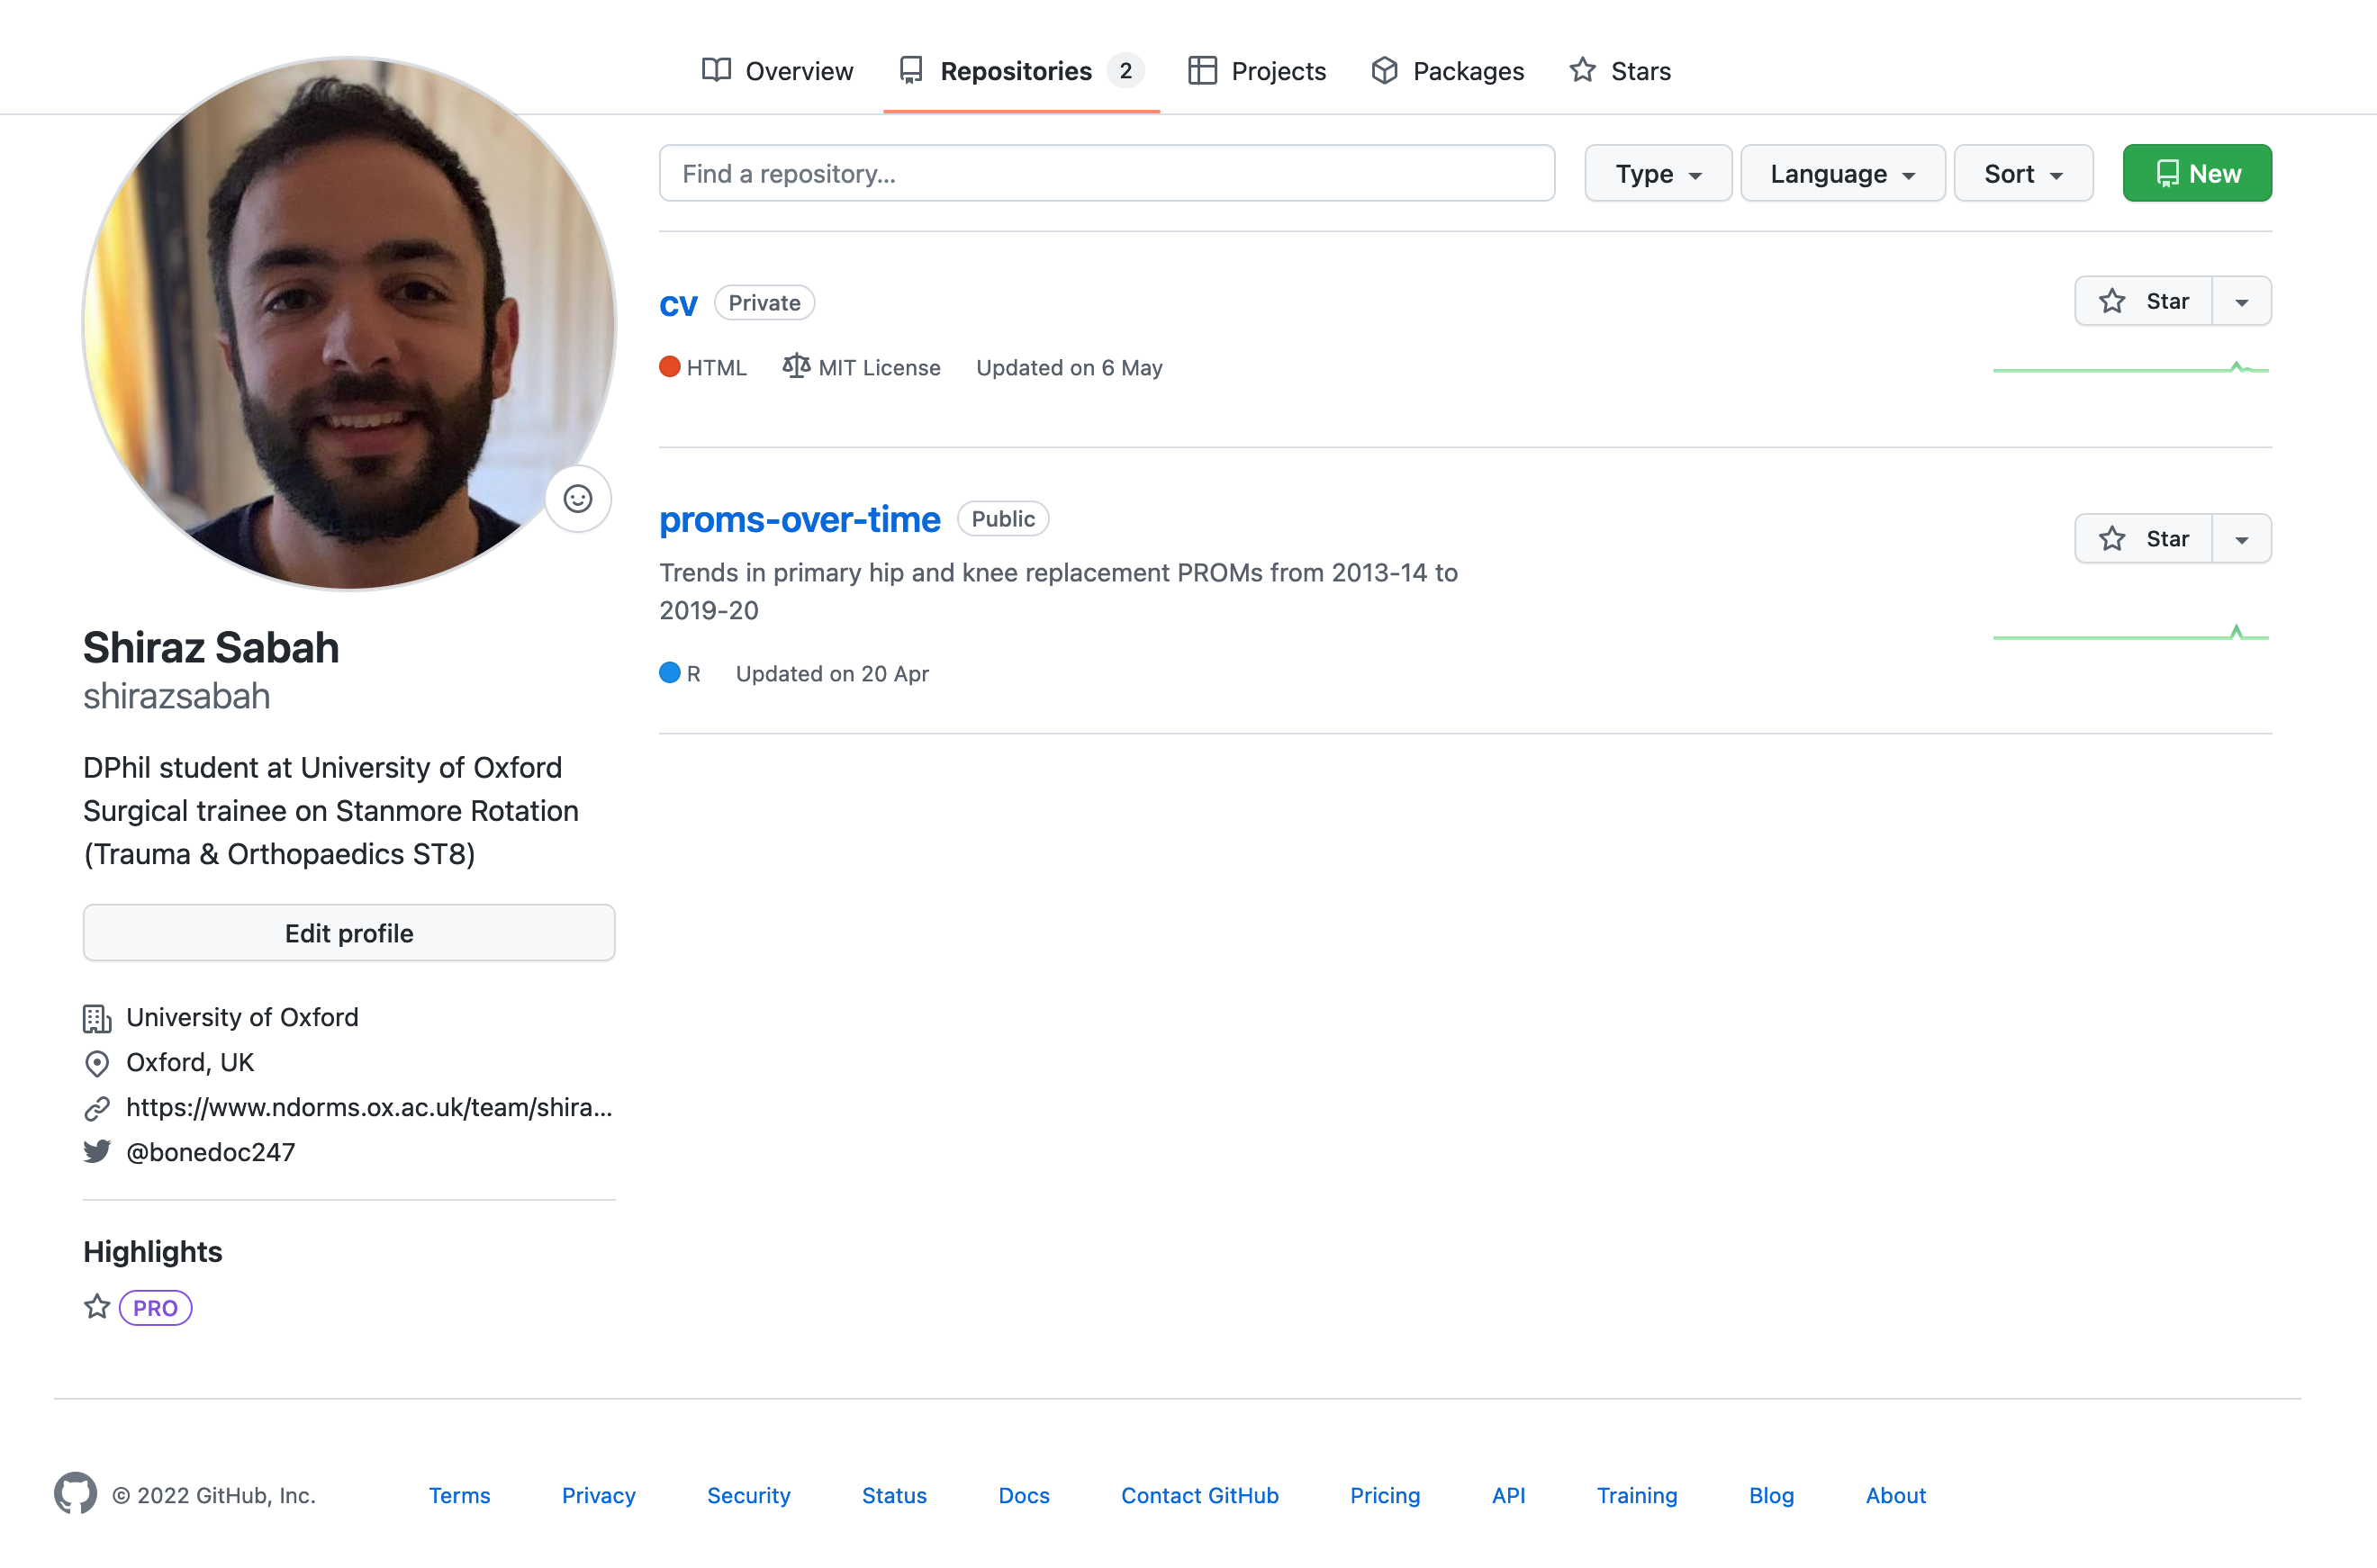 Overview Repositories 2 Projects Packages Stars
Find a repository... Type Language Sort New
cv Private Star
HTML MIT License Updated on 6 May
proms-over-time Public Star
Trends in primary hip and knee replacement PROMs from 2013-14 to
2019-20
R Updated on 20 Apr
Shiraz Sabah
shirazsabah
DPhil student at University of Oxford
Surgical trainee on Stanmore Rotation
(Trauma & Orthopaedics ST8)
Edit profile
University of Oxford
Oxford, UK
https://www.ndorms.ox.ac.uk/team/shira...
@bonedoc247
Highlights
PRO
© 2022 GitHub, Inc. Terms Privacy Security Status Docs Contact GitHub Pricing API Training Blog About